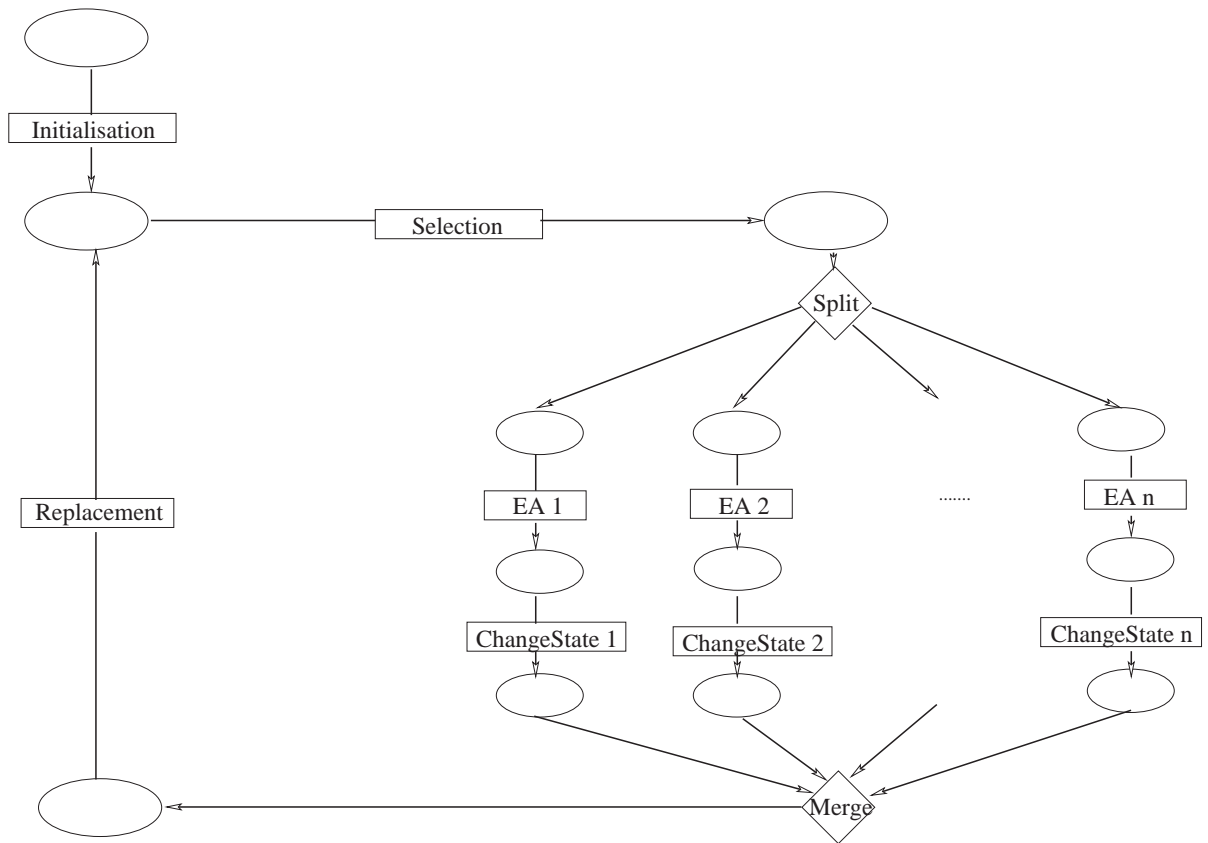 Initialisation
Selection
Split
EA 1
EA 2
.......
EA n
Replacement
ChangeState 1
ChangeState 2
ChangeState n
Merge